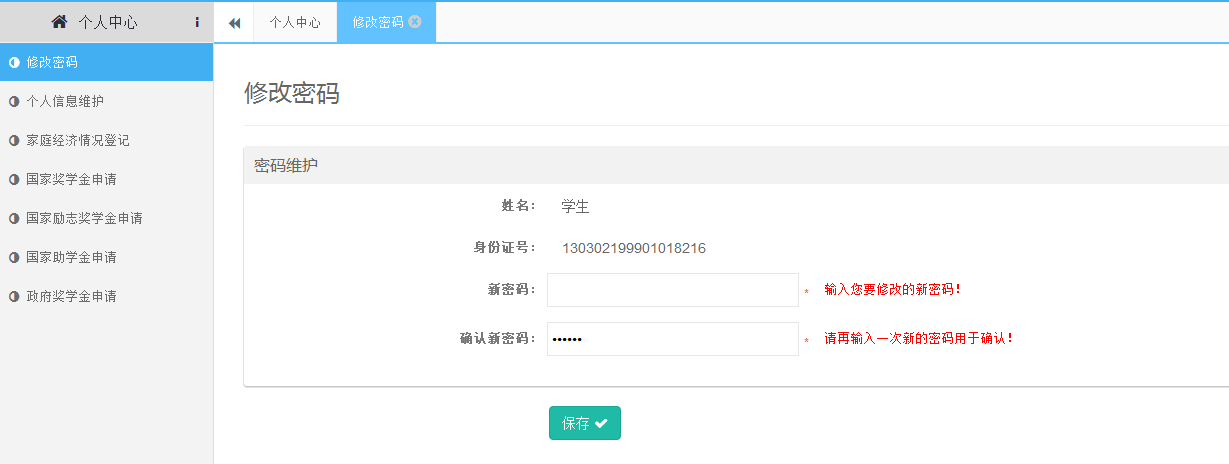 个人中心
个人中心
修改密码
修改密码
个人信息维护
家庭经济情况登记
国家奖学金申请
国家励志奖学金申请
国家助学金申请
政府奖学金申请
修改密码
密码维护
姓名： 学生
身份证号： 130302199901018216
新密码： * 输入您要修改的新密码！
确认新密码： •••••• * 请再输入一次新的密码用于确认！
保存